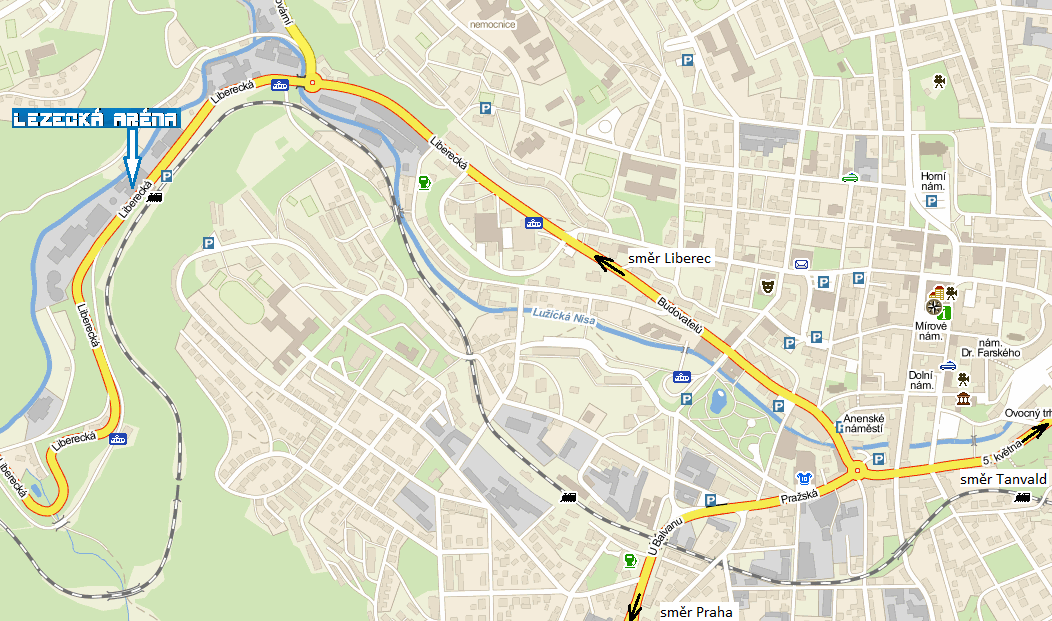 ovární
nemocnice
Liberecká
LEZECKÁ ARÉNA
Liberecká
Liberecká
Horní
nám.
směr Liberec
Budovatelů
Lužická Nisa
Liberecká
Mírové
nám.
nám.
Dr. Farského
Dolní
nám.
Ovocný trh
Anenské
náměstí
Liberecká
5. května
Liberecká
směr Tanvald
Pražská
U Balvanu
směr Praha